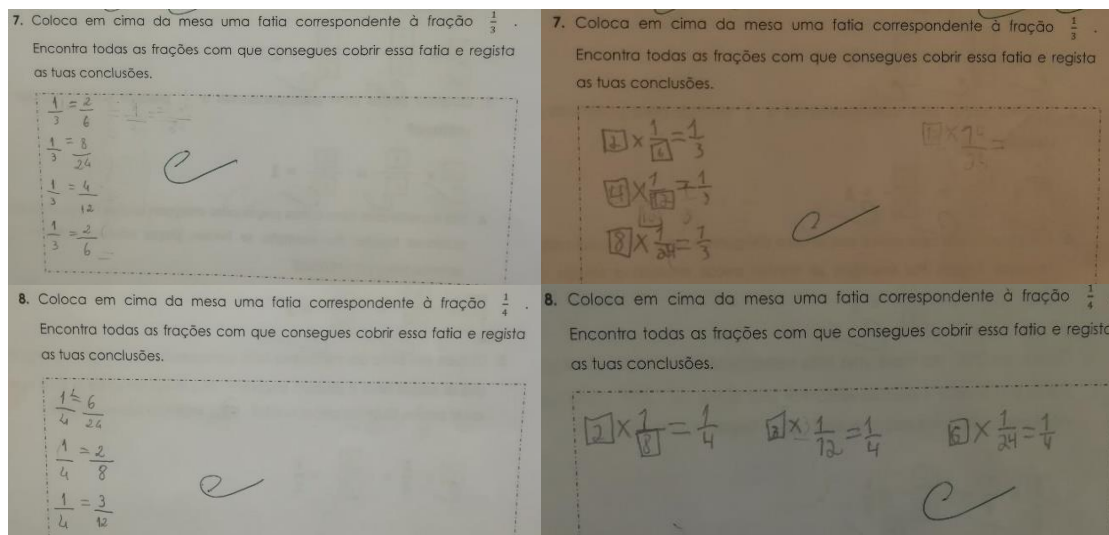 7. Coloca em cima da mesa uma fatia correspondente à fração 1/3 .
Encontra todas as frações com que consegues cobrir essa fatia e regista
as tuas conclusões.
1/3 = 2/6
1/3 = 8/24
1/3 = 4/12
1/3 = 2/6
7. Coloca em cima da mesa uma fatia correspondente à fração 1/3 .
Encontra todas as frações com que consegues cobrir essa fatia e regista
as tuas conclusões.
2 × 1/6 = 1/3
4 × 1/12 = 1/3
8 × 1/24 = 1/3
8. Coloca em cima da mesa uma fatia correspondente à fração 1/4 .
Encontra todas as frações com que consegues cobrir essa fatia e regista
as tuas conclusões.
1/4 = 6/24
1/4 = 2/8
1/4 = 3/12
8. Coloca em cima da mesa uma fatia correspondente à fração 1/4
Encontra todas as frações com que consegues cobrir essa fatia e regista
as tuas conclusões.
2 × 1/8 = 1/4 3 × 1/12 = 1/4 6 × 1/24 = 1/4